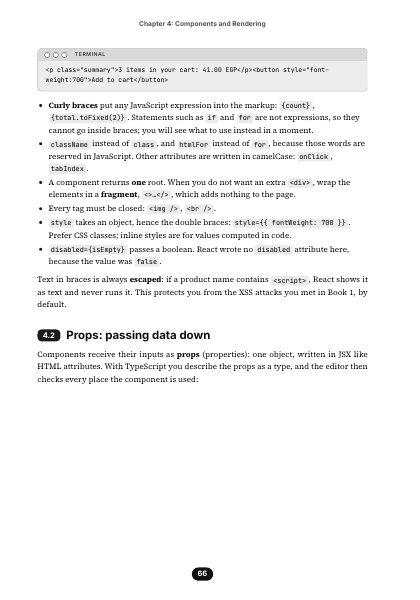 Chapter 4: Components and Rendering
TERMINAL
<p class="summary">3 items in your cart: 41.00 EGP</p><button style="font-
weight:700">Add to cart</button>
• Curly braces put any JavaScript expression into the markup: {count},
{total.toFixed(2)}. Statements such as if and for are not expressions, so they
cannot go inside braces; you will see what to use instead in a moment.
• className instead of class, and htmlFor instead of for, because those words are
reserved in JavaScript. Other attributes are written in camelCase: onClick,
tabIndex.
• A component returns one root. When you do not want an extra <div>, wrap the
elements in a fragment, <>…</>, which adds nothing to the page.
• Every tag must be closed: <img />, <br />.
• style takes an object, hence the double braces: style={{ fontWeight: 700 }}.
Prefer CSS classes; inline styles are for values computed in code.
• disabled={isEmpty} passes a boolean. React wrote no disabled attribute here,
because the value was false.
Text in braces is always escaped: if a product name contains <script>, React shows it
as text and never runs it. This protects you from the XSS attacks you met in Book 1, by
default.
4.2 Props: passing data down
Components receive their inputs as props (properties): one object, written in JSX like
HTML attributes. With TypeScript you describe the props as a type, and the editor then
checks every place the component is used:
66